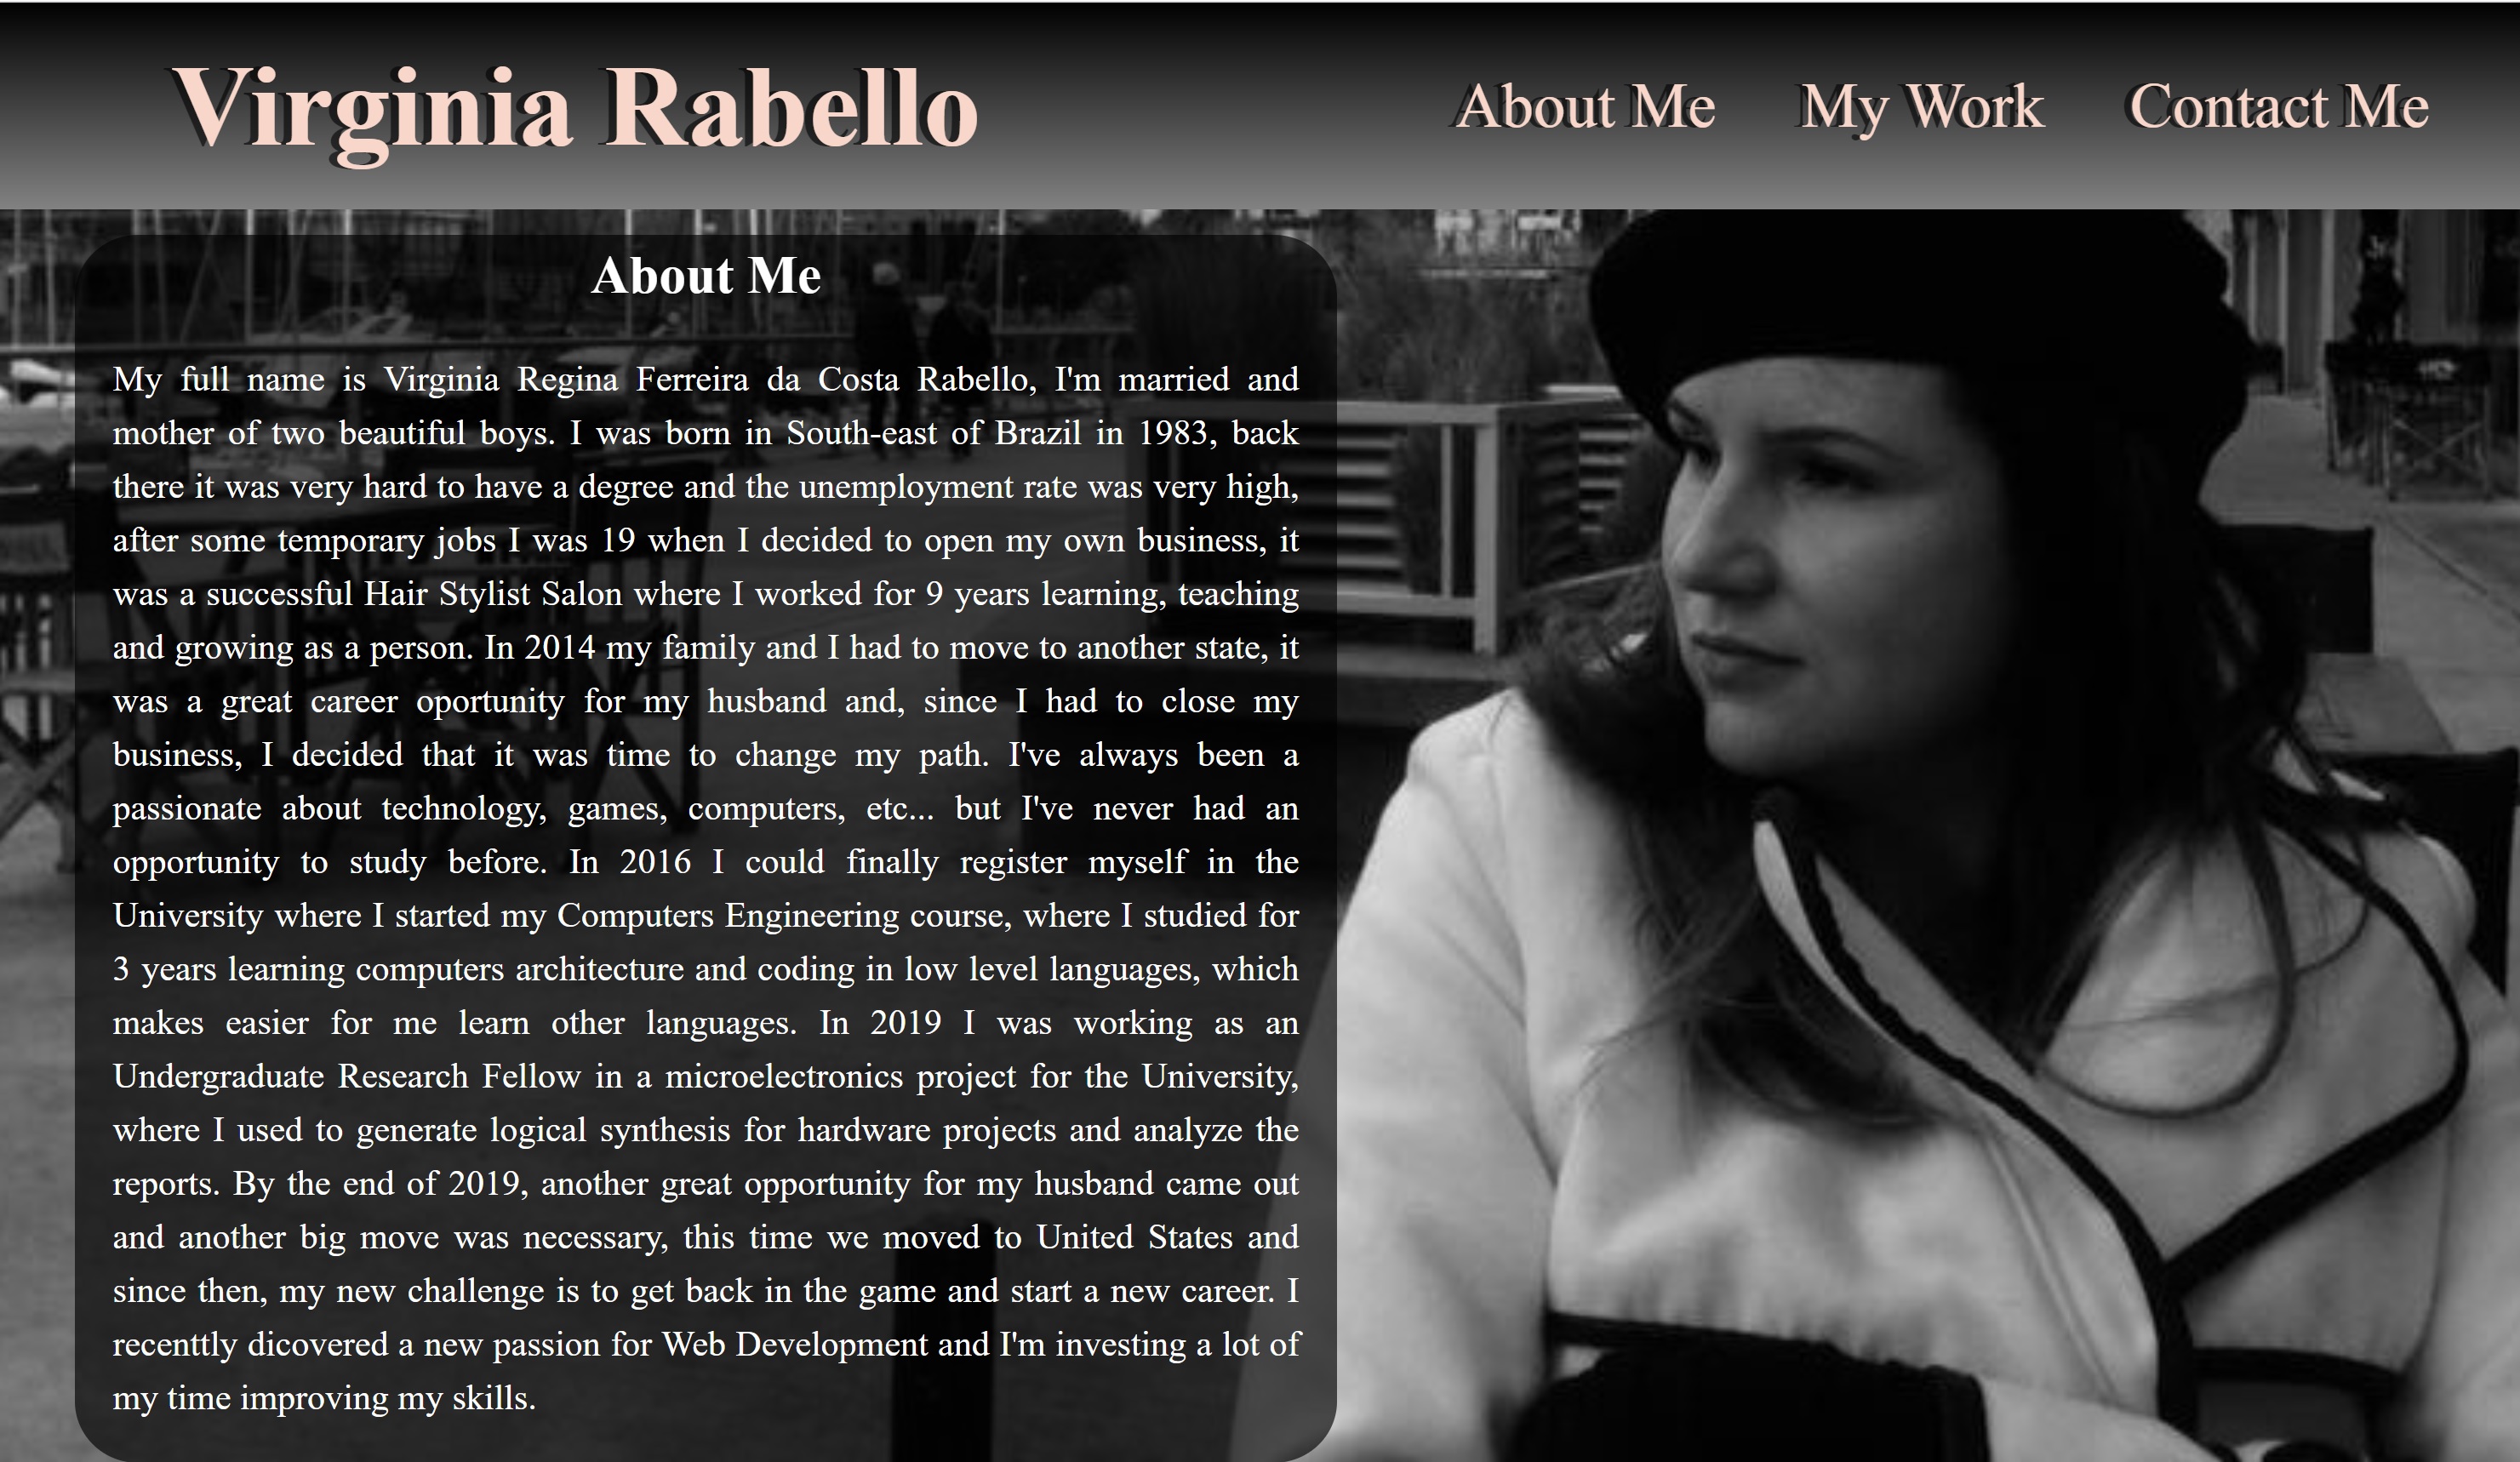 Virginia Rabello
About Me
My Work
Contact Me
About Me
My full name is Virginia Regina Ferreira da Costa Rabello, I'm married and
mother of two beautiful boys. I was born in South-east of Brazil in 1983, back
there it was very hard to have a degree and the unemployment rate was very high,
after some temporary jobs I was 19 when I decided to open my own business, it
was a successful Hair Stylist Salon where I worked for 9 years learning, teaching
and growing as a person. In 2014 my family and I had to move to another state, it
was a great career oportunity for my husband and, since I had to close my
business, I decided that it was time to change my path. I've always been a
passionate about technology, games, computers, etc... but I've never had an
opportunity to study before. In 2016 I could finally register myself in the
University where I started my Computers Engineering course, where I studied for
3 years learning computers architecture and coding in low level languages, which
makes easier for me learn other languages. In 2019 I was working as an
Undergraduate Research Fellow in a microelectronics project for the University,
where I used to generate logical synthesis for hardware projects and analyze the
reports. By the end of 2019, another great opportunity for my husband came out
and another big move was necessary, this time we moved to United States and
since then, my new challenge is to get back in the game and start a new career. I
recenttly dicovered a new passion for Web Development and I'm investing a lot of
my time improving my skills.